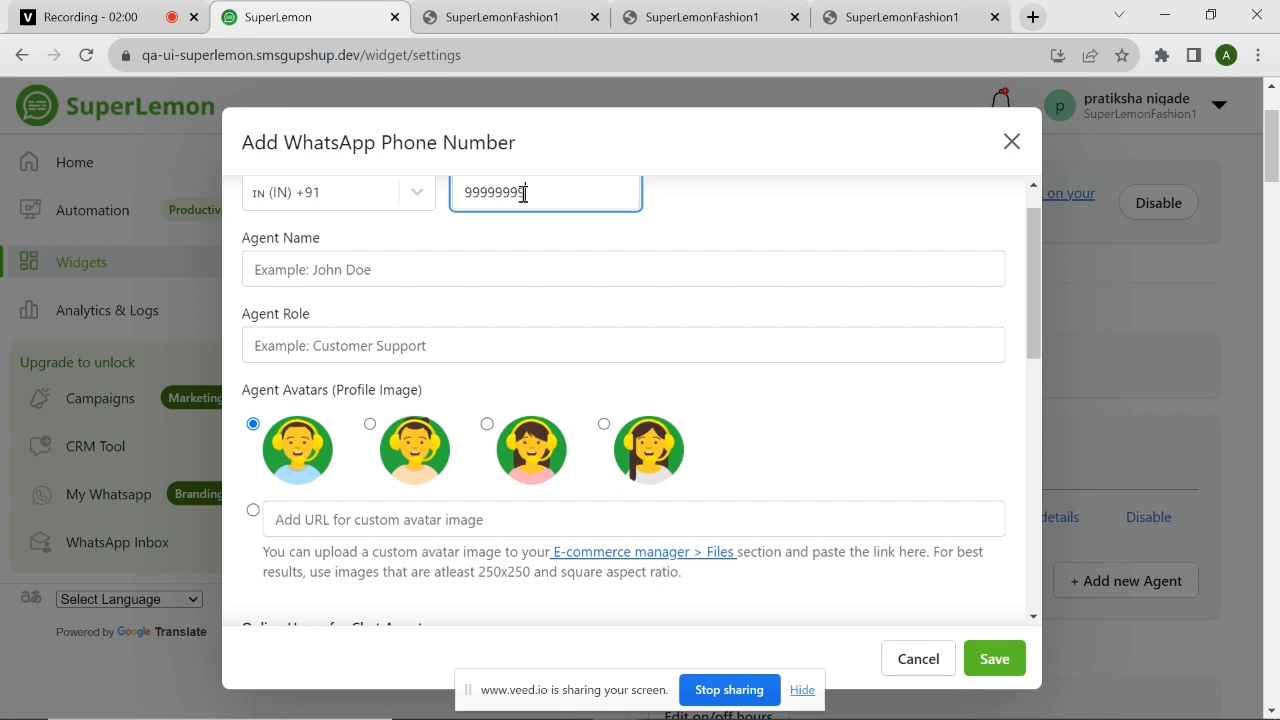 Recording - 02:00
SuperLemon
SuperLemonFashion1
SuperLemonFashion1
SuperLemonFashion1
qa-ui-superlemon.smsgupshup.dev/widget/settings
A
SuperLemon
p
pratiksha niqade
SuperLemonFashion1
Add WhatsApp Phone Number
Home
IN (IN) +91
99999999
on your
Disable
Automation
Productiv
Agent Name
Widgets
Example: John Doe
Analytics & Logs
Agent Role
Example: Customer Support
Upgrade to unlock
Campaigns
Marketing
Agent Avatars (Profile Image)
CRM Tool
My Whatsapp
Branding
Add URL for custom avatar image
details
Disable
WhatsApp Inbox
You can upload a custom avatar image to your E-commerce manager > Files section and paste the link here. For best
results, use images that are atleast 250x250 and square aspect ratio.
+ Add new Agent
Select Language
Powered by Google Translate
Cancel
Save
www.veed.io is sharing your screen.
Stop sharing
Hide
Edit on/off hours